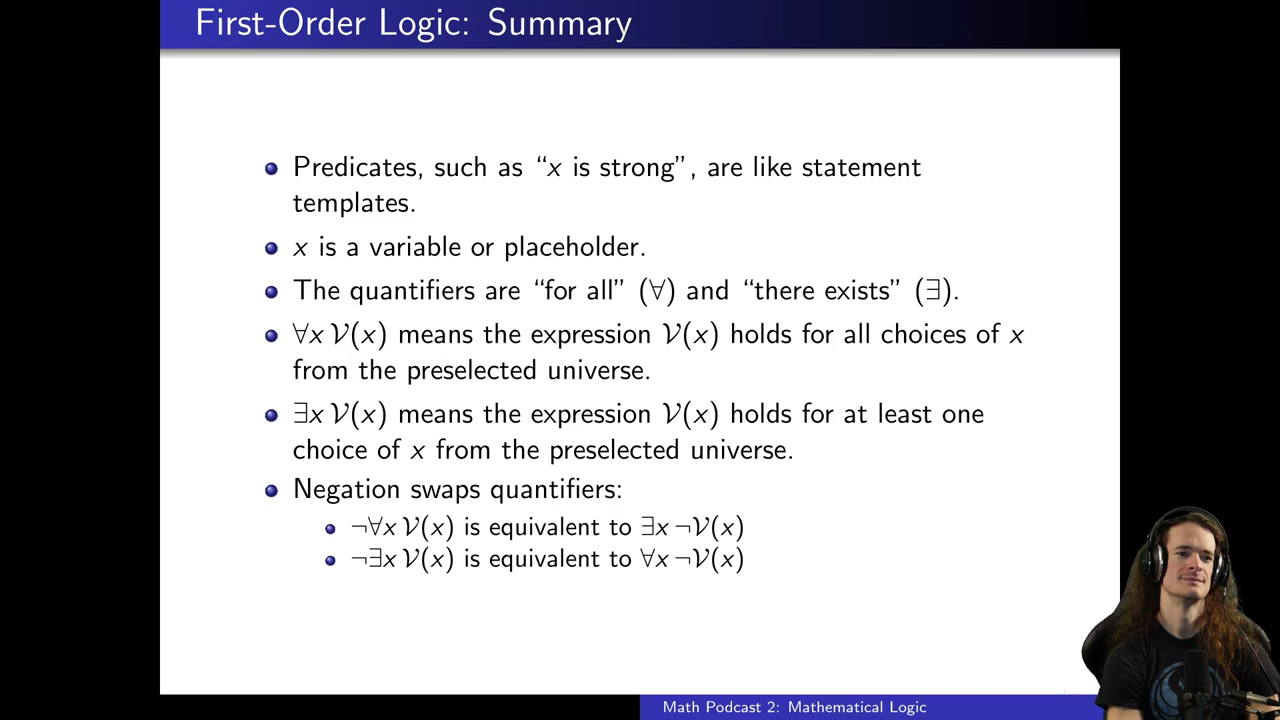 First-Order Logic: Summary
Predicates, such as “x is strong”, are like statement
templates.
x is a variable or placeholder.
The quantifiers are “for all” (∀) and “there exists” (∃).
∀x 𝒱(x) means the expression 𝒱(x) holds for all choices of x
from the preselected universe.
∃x 𝒱(x) means the expression 𝒱(x) holds for at least one
choice of x from the preselected universe.
Negation swaps quantifiers:
¬∀x 𝒱(x) is equivalent to ∃x ¬𝒱(x)
¬∃x 𝒱(x) is equivalent to ∀x ¬𝒱(x)
Math Podcast 2: Mathematical Logic